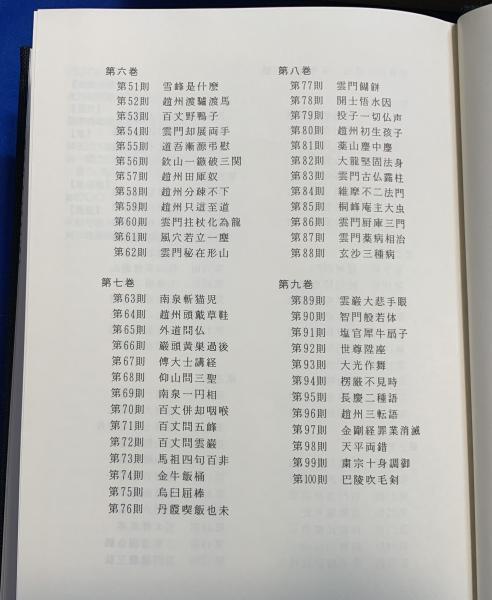 第六巻
第51則 雪峰是什麼
第52則 趙州渡驢渡馬
第53則 百丈野鴨子
第54則 雲門却展両手
第55則 道吾漸源弔慰
第56則 欽山一鏃破三関
第57則 趙州田厙奴
第58則 趙州分疎不下
第59則 趙州只這至道
第60則 雲門拄杖化為龍
第61則 風穴若立一塵
第62則 雲門秘在形山
第七巻
第63則 南泉斬猫児
第64則 趙州頭戴草鞋
第65則 外道問仏
第66則 巌頭黄巣過後
第67則 傅大士講経
第68則 仰山問三聖
第69則 南泉一円相
第70則 百丈併却咽喉
第71則 百丈問五峰
第72則 百丈問雲巌
第73則 馬祖四句百非
第74則 金牛飯桶
第75則 烏臼屈棒
第76則 丹霞喫飯也未
第八巻
第77則 雲門餬餅
第78則 開士悟水因
第79則 投子一切仏声
第80則 趙州初生孩子
第81則 薬山麈中麈
第82則 大龍堅固法身
第83則 雲門古仏露柱
第84則 維摩不二法門
第85則 桐峰庵主大虫
第86則 雲門厨庫三門
第87則 雲門薬病相治
第88則 玄沙三種病
第九巻
第89則 雲巌大悲手眼
第90則 智門般若体
第91則 塩官犀牛扇子
第92則 世尊陞座
第93則 大光作舞
第94則 楞厳不見時
第95則 長慶二種語
第96則 趙州三転語
第97則 金剛経罪業消滅
第98則 天平両錯
第99則 粛宗十身調御
第100則 巴陵吹毛剣